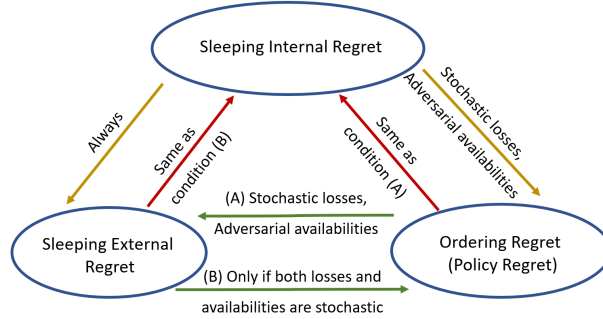 Sleeping Internal Regret
Always
Same as
condition (B)
Same as
condition (A)
Stochastic losses,
Adversarial availabilities
(A) Stochastic losses,
Adversarial availabilities
Sleeping External
Regret
Ordering Regret
(Policy Regret)
(B) Only if both losses and
availabilities are stochastic